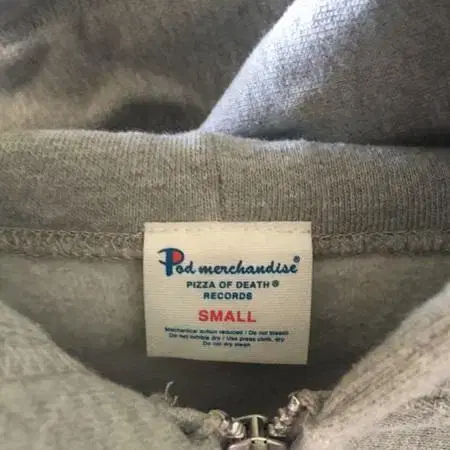 Pod merchandise®
PIZZA OF DEATH®
RECORDS
SMALL
Mechanical action reduced / Do not bleach
Do not tumble dry / Use press cloth, dry
Do not dry clean